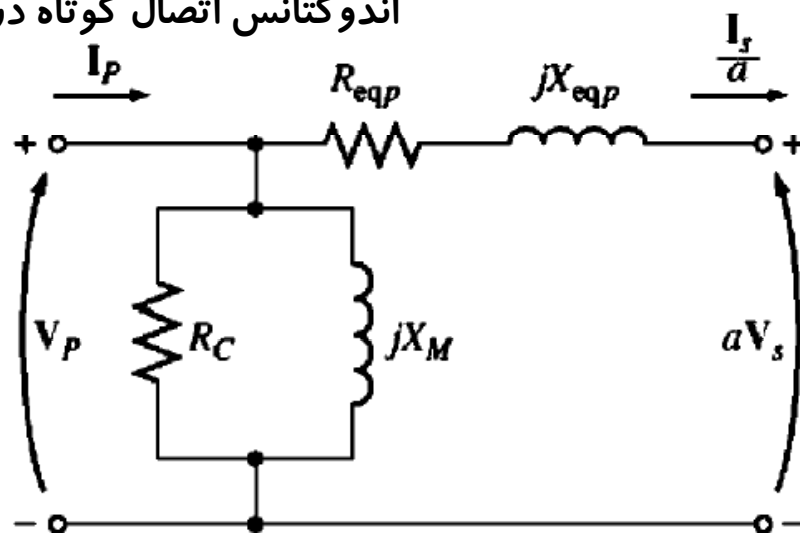 اندوکتانس اتصال کوتاه در
I_P
R_eqp
jX_eqp
I_s/a
+
+
V_P
R_C
jX_M
aV_s
−
−